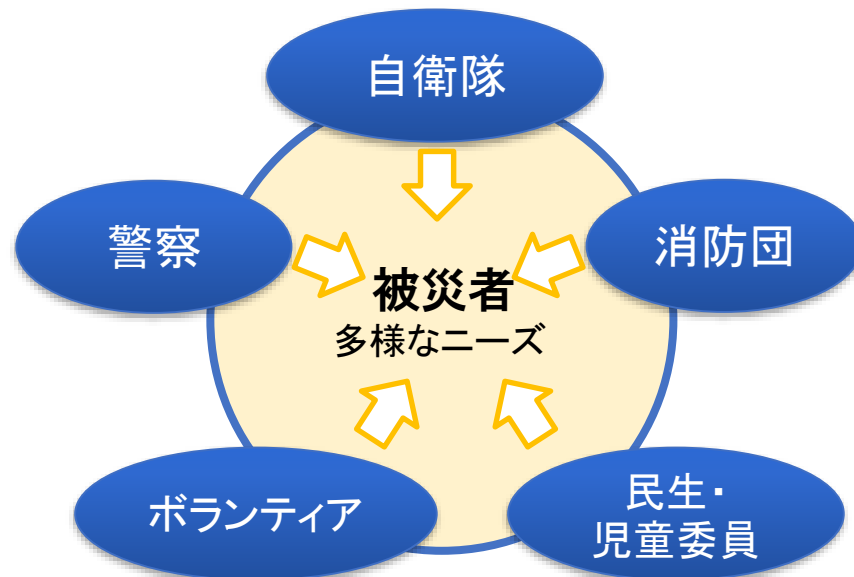 自衛隊
警察
消防団
被災者
多様なニーズ
ボランティア
民生・
児童委員